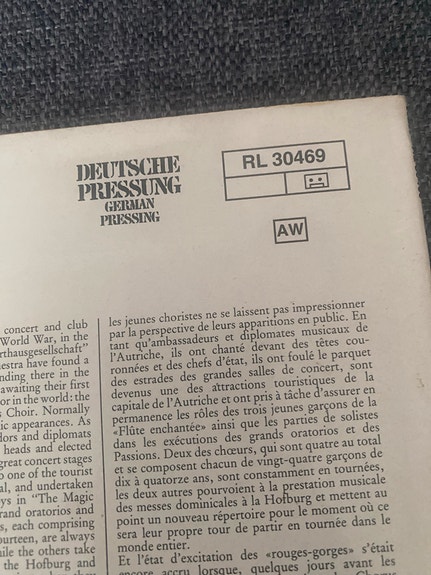 DEUTSCHE
PRESSUNG
GERMAN
PRESSING
RL 30469
AW
concert and club
World War, in the
rthausgesellschaft"
estra have found a
nding there in the
awaiting their first
or in the world: the
s Choir. Normally
ic appearances. As
dors and diplomats
heads and elected
great concert stages
o one of the tourist
al, and undertaken
oys in "The Magic
rand oratorios and
s, each comprising
ourteen, are always
hile the others take
the Hofburg and
les jeunes choristes ne se laissent pas impressionner
par la perspective de leurs apparitions en public. En
tant qu'ambassadeurs et diplomates musicaux de
l'Autriche, ils ont chanté devant des têtes cou-
ronnées et des chefs d'état, ils ont foulé le parquet
des estrades des grandes salles de concert, sont
devenus une des attractions touristiques de la
capitale de l'Autriche et ont pris à tâche d'assurer en
permanence les rôles des trois jeunes garçons de la
«Flûte enchantée» ainsi que les parties de solistes
dans les exécutions des grands oratorios et des
Passions. Deux des chœurs, qui sont quatre au total
et se composent chacun de vingt-quatre garçons de
dix à quatorze ans, sont constamment en tournées,
les deux autres pourvoient à la prestation musicale
des messes dominicales à la Hofburg et mettent au
point un nouveau répertoire pour le moment où ce
sera leur propre tour de partir en tournée dans le
monde entier.
Et l'état d'excitation des «rouges-gorges» s'était
encore accru lorsque, quelques jours avant les